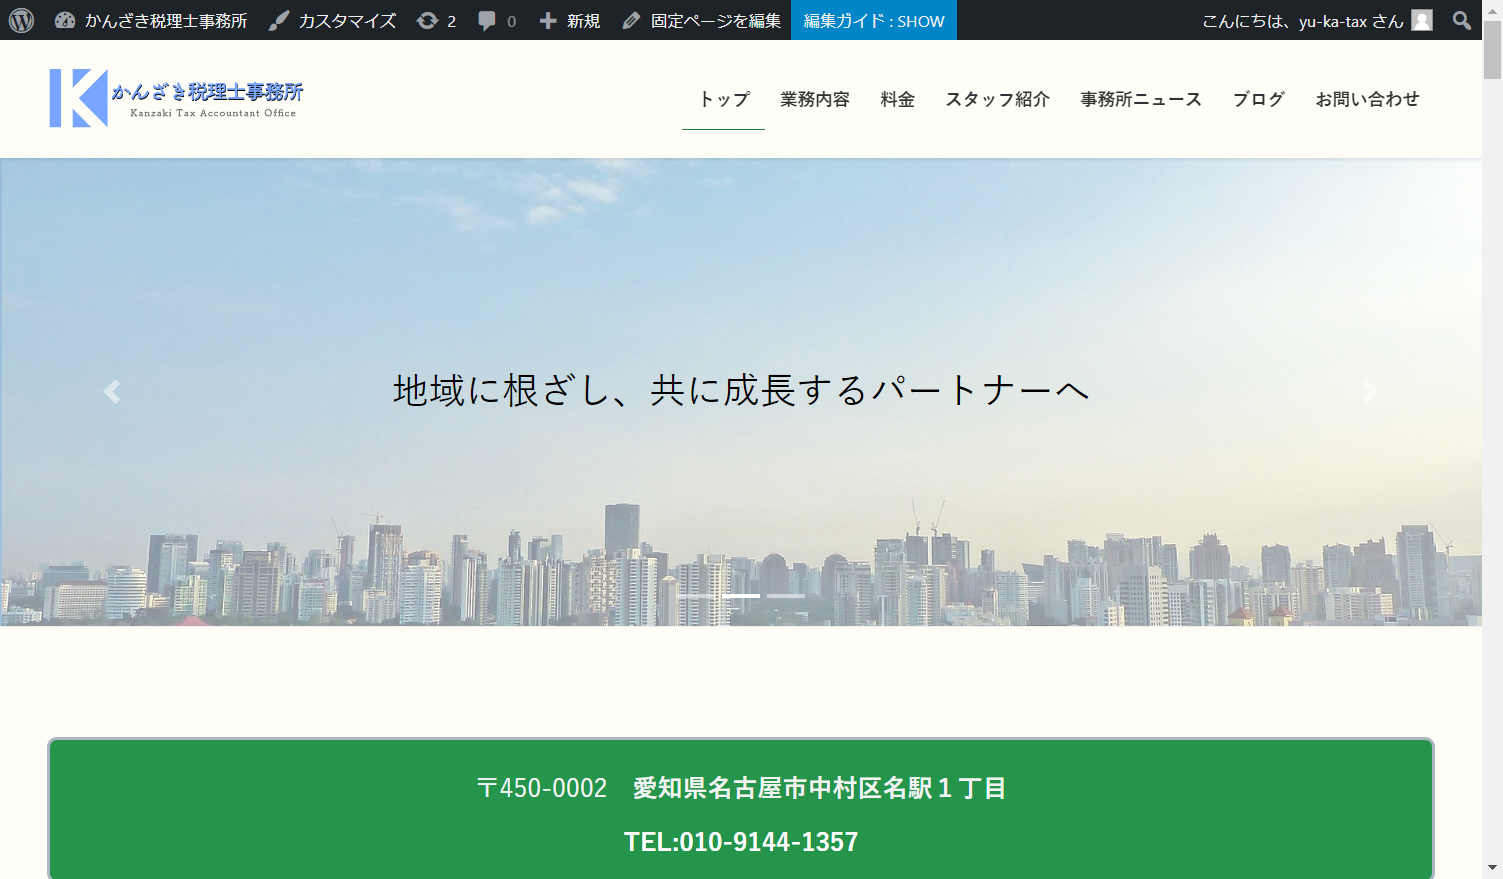 かんざき税理士事務所 カスタマイズ 2 0 新規 固定ページを編集 編集ガイド : SHOW こんにちは、yu-ka-tax さん
かんざき税理士事務所
Kanzaki Tax Accountant Office
トップ 業務内容 料金 スタッフ紹介 事務所ニュース ブログ お問い合わせ
地域に根ざし、共に成長するパートナーへ
〒450-0002　愛知県名古屋市中村区名駅１丁目
TEL:010-9144-1357